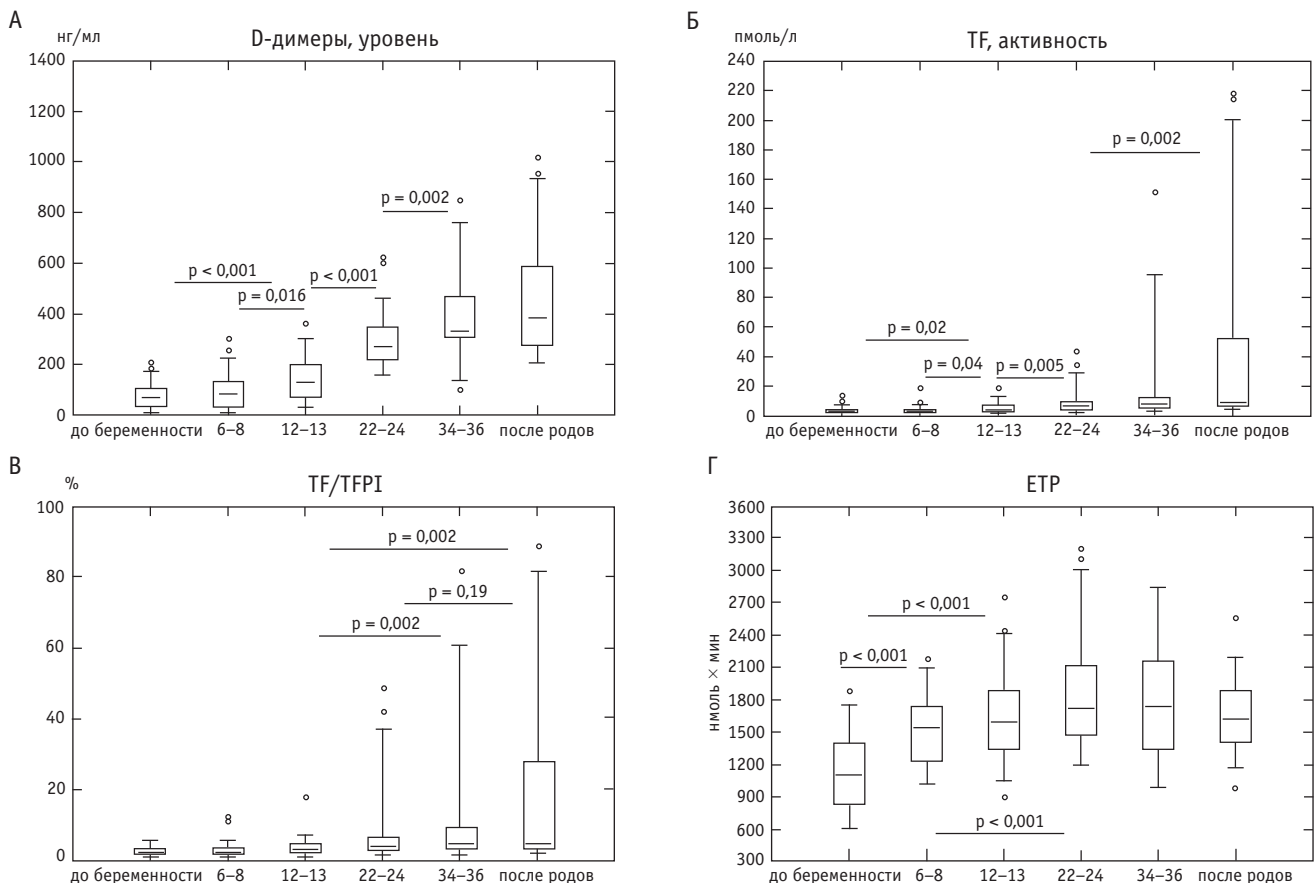 А
D-димеры, уровень
нг/мл
1400
1200
1000
800
600
400
200
0
p < 0,001
p = 0,016
p < 0,001
p = 0,002
до беременности 6–8 12–13 22–24 34–36 после родов
Б
TF, активность
пмоль/л
240
220
200
180
160
140
120
100
80
60
40
20
0
p = 0,02
p = 0,04
p = 0,005
p = 0,002
до беременности 6–8 12–13 22–24 34–36 после родов
В
TF/TFPI
%
100
80
60
40
20
0
p = 0,002
p = 0,19
p = 0,002
до беременности 6–8 12–13 22–24 34–36 после родов
Г
ETP
нмоль × мин
3600
3300
3000
2700
2400
2100
1800
1500
1200
900
600
300
p < 0,001
p < 0,001
p < 0,001
до беременности 6–8 12–13 22–24 34–36 после родов